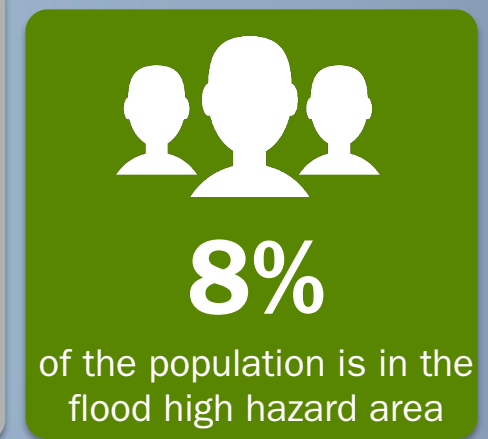 8%
of the population is in the
flood high hazard area